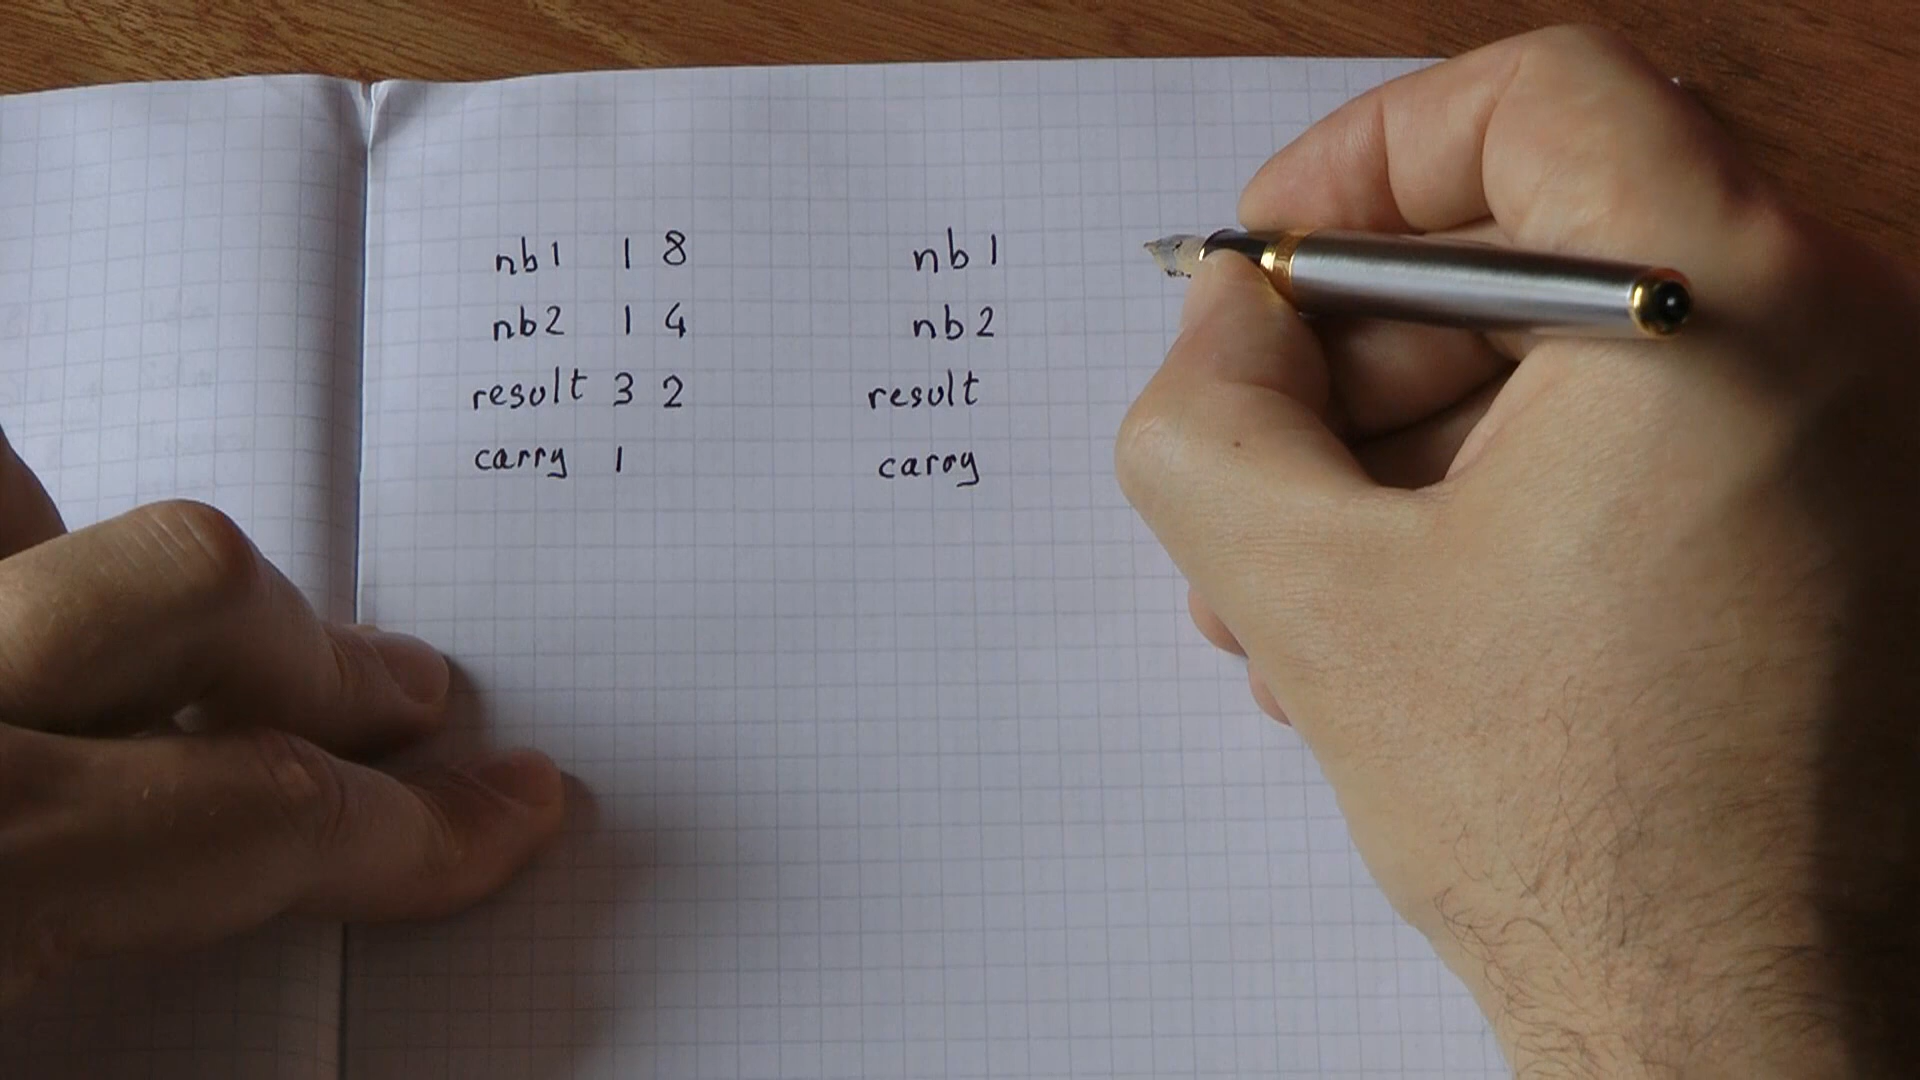 nb1 1 8
nb2 1 4
result 3 2
carry 1
nb1
nb2
result
carry